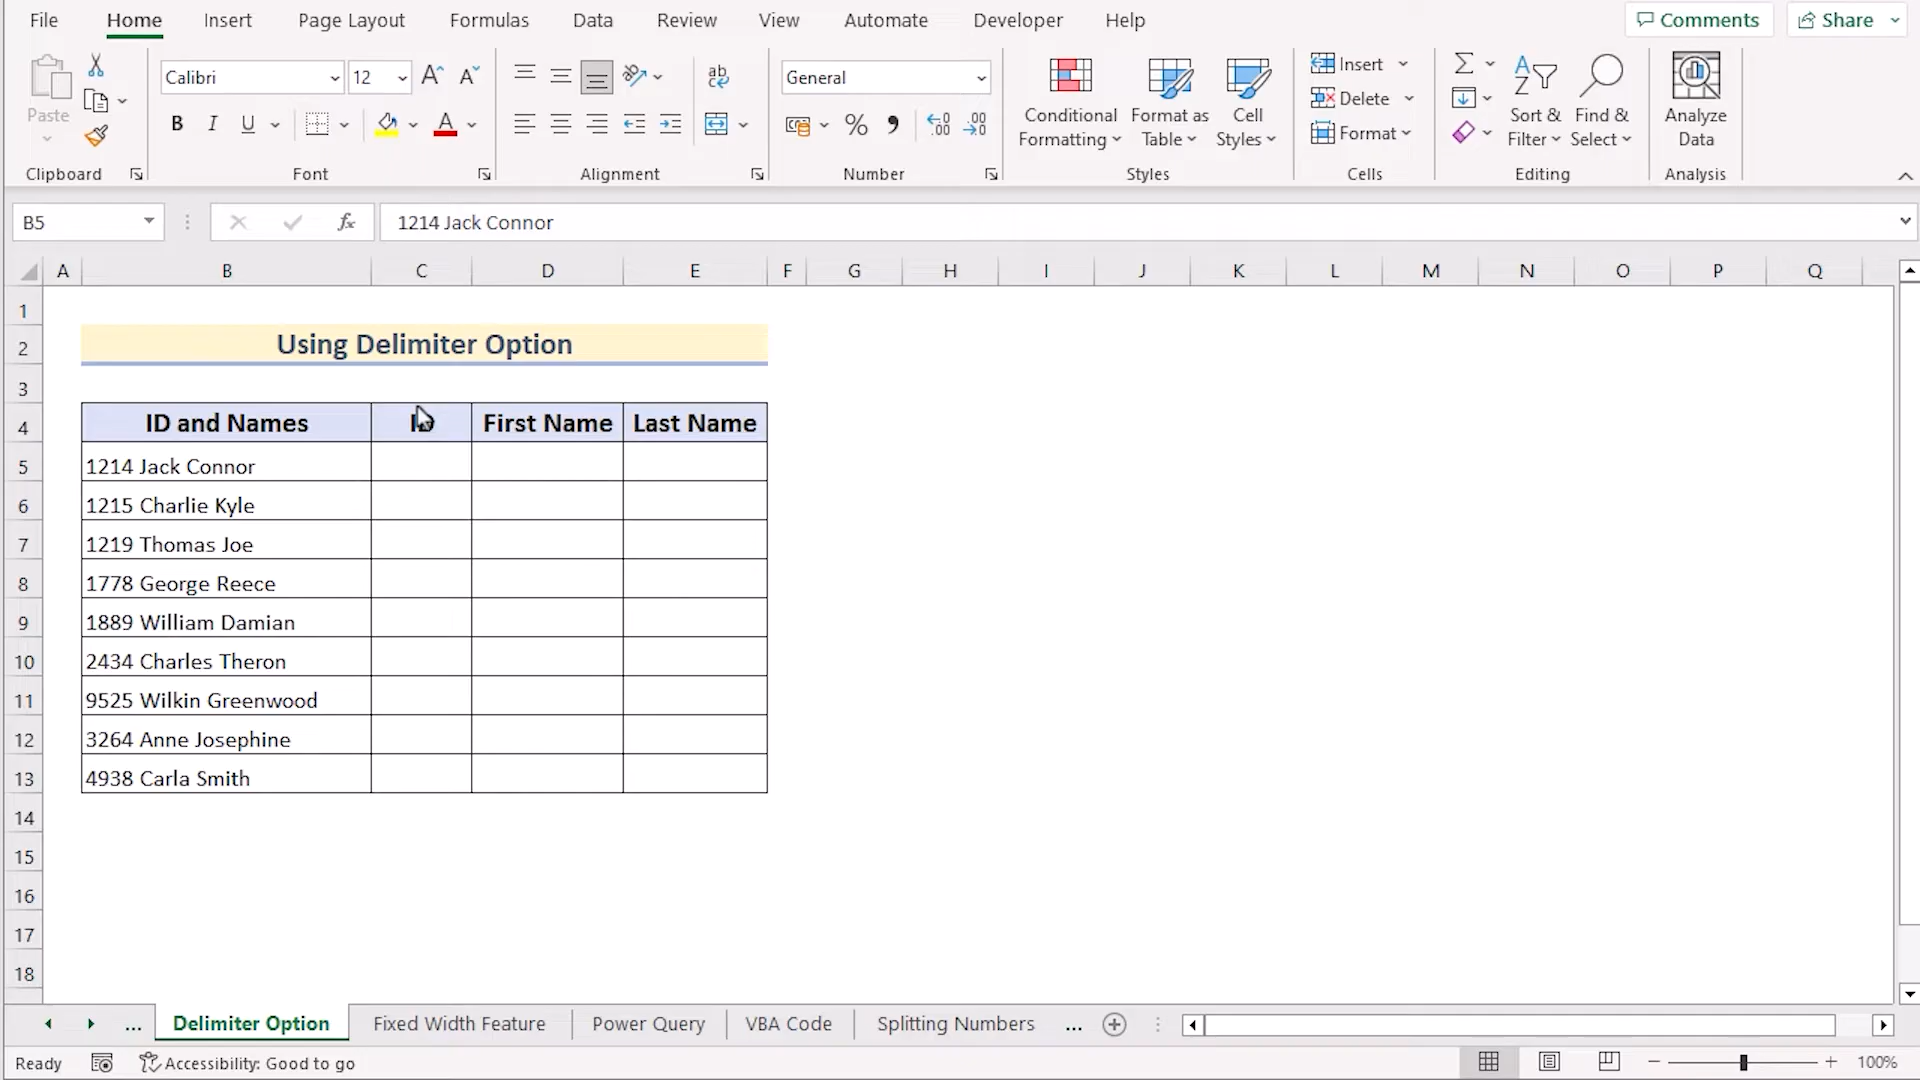 File Home Insert Page Layout Formulas Data Review View Automate Developer Help Comments Share
Calibri 12 General Insert
ab
Paste B I U A % Conditional Formatting Format as Table Cell Styles Delete Format Sort & Filter Find & Select Analyze Data
Clipboard Font Alignment Number Styles Cells Editing Analysis
B5 fx 1214 Jack Connor
A B C D E F G H I J K L M N O P Q
1
2 Using Delimiter Option
3
4 ID and Names ID First Name Last Name
5 1214 Jack Connor
6 1215 Charlie Kyle
7 1219 Thomas Joe
8 1778 George Reece
9 1889 William Damian
10 2434 Charles Theron
11 9525 Wilkin Greenwood
12 3264 Anne Josephine
13 4938 Carla Smith
14
15
16
17
18
... Delimiter Option Fixed Width Feature Power Query VBA Code Splitting Numbers ...
Ready Accessibility: Good to go 100%